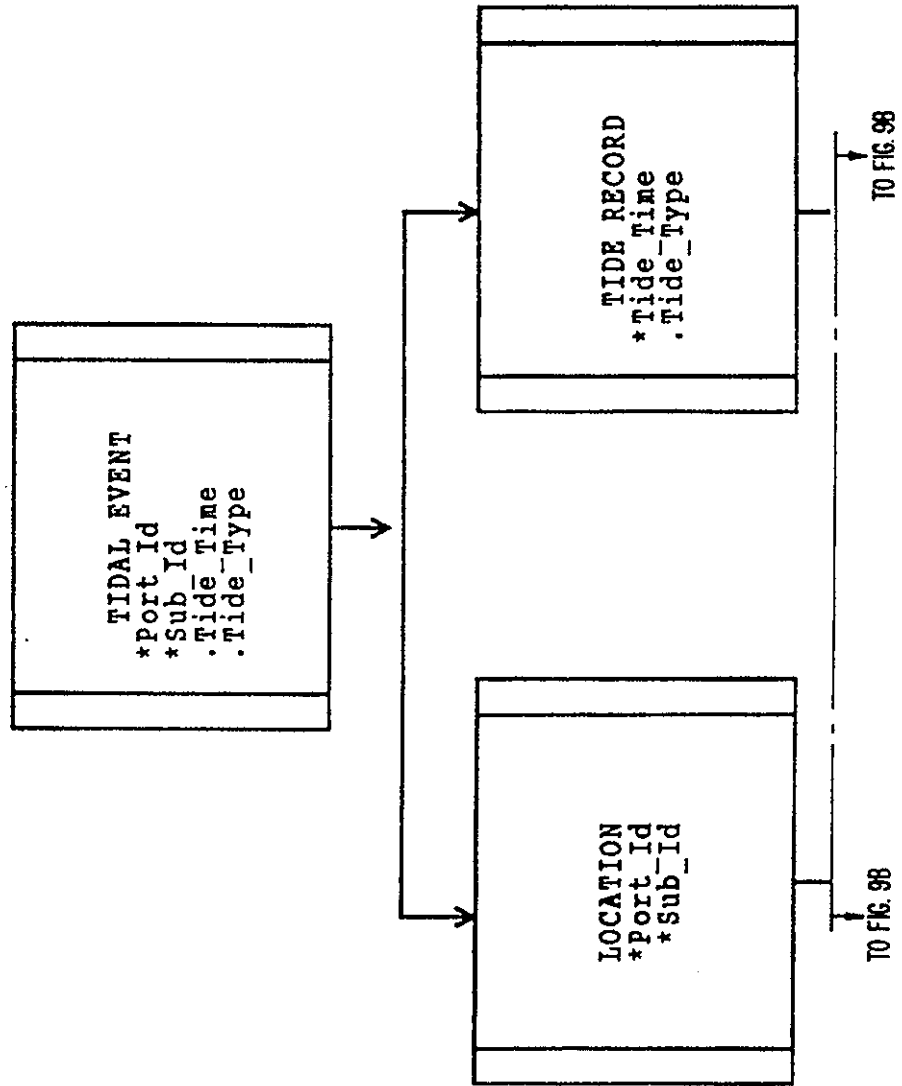 TIDAL EVENT
*Port_Id
*Sub_Id
.Tide_Time
.Tide_Type
LOCATION
*Port_Id
*Sub_Id
TIDE RECORD
*Tide_Time
.Tide_Type
TO FIG. 9B
TO FIG. 9B